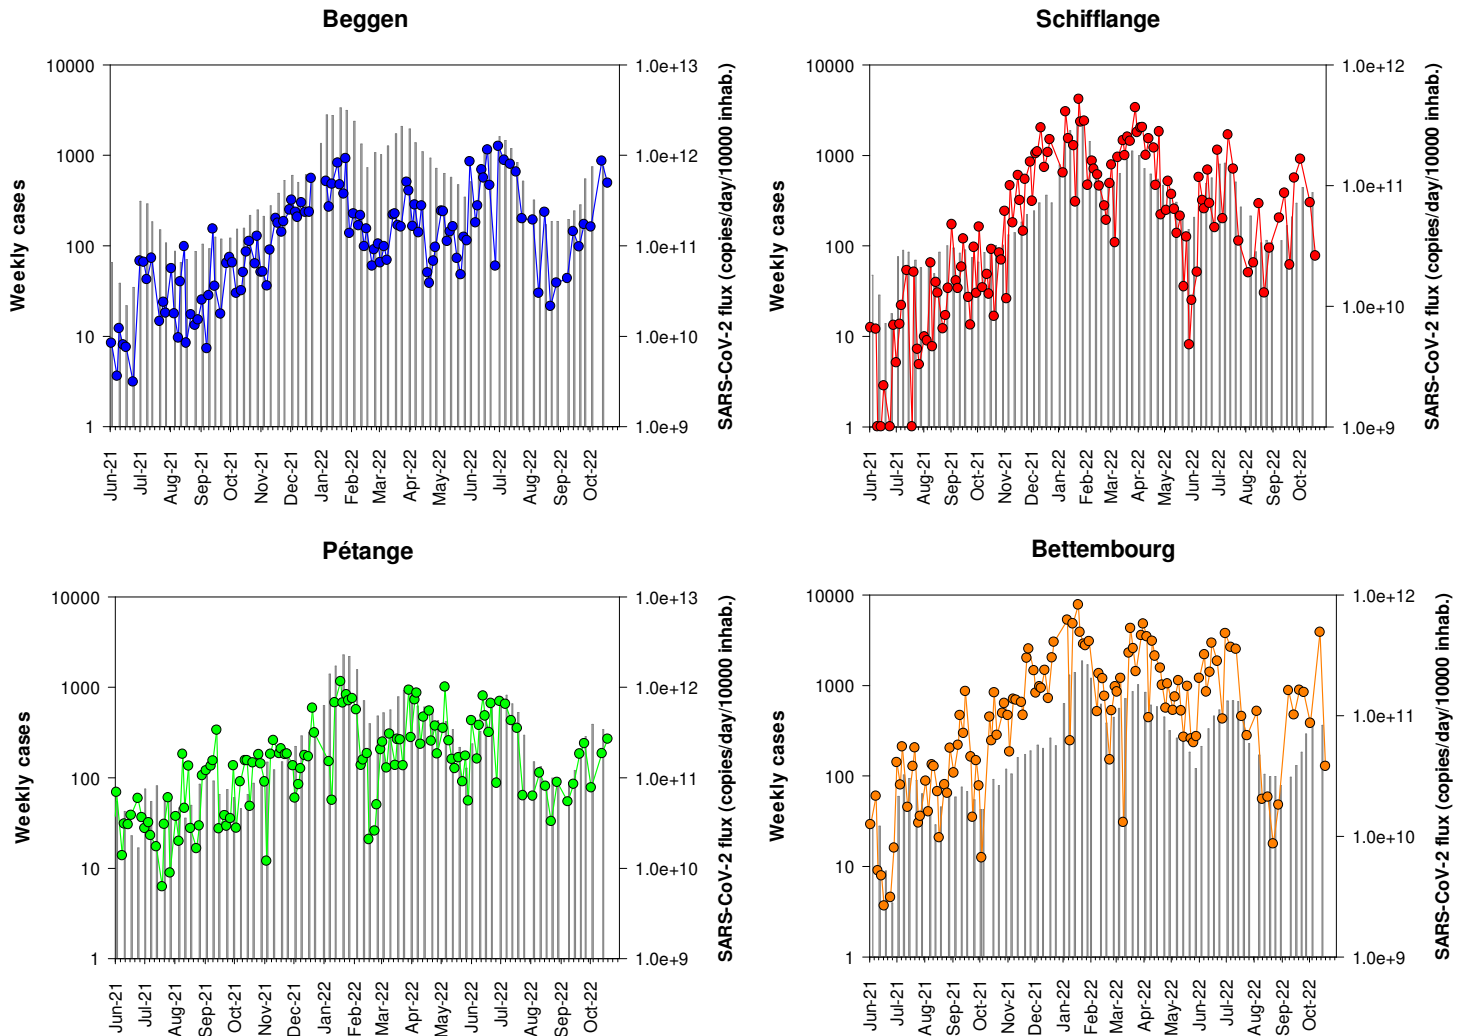 Beggen
10000
1000
100
10
1
Weekly cases
1.0e+13
1.0e+12
1.0e+11
1.0e+10
1.0e+9
SARS-CoV-2 flux (copies/day/10000 inhab.)
Jun-21
Jul-21
Aug-21
Sep-21
Oct-21
Nov-21
Dec-21
Jan-22
Feb-22
Mar-22
Apr-22
May-22
Jun-22
Jul-22
Aug-22
Sep-22
Oct-22
Schifflange
10000
1000
100
10
1
Weekly cases
1.0e+12
1.0e+11
1.0e+10
1.0e+9
SARS-CoV-2 flux (copies/day/10000 inhab.)
Jun-21
Jul-21
Aug-21
Sep-21
Oct-21
Nov-21
Dec-21
Jan-22
Feb-22
Mar-22
Apr-22
May-22
Jun-22
Jul-22
Aug-22
Sep-22
Oct-22
Pétange
10000
1000
100
10
1
Weekly cases
1.0e+13
1.0e+12
1.0e+11
1.0e+10
1.0e+9
SARS-CoV-2 flux (copies/day/10000 inhab.)
Jun-21
Jul-21
Aug-21
Sep-21
Oct-21
Nov-21
Dec-21
Jan-22
Feb-22
Mar-22
Apr-22
May-22
Jun-22
Jul-22
Aug-22
Sep-22
Oct-22
Bettembourg
10000
1000
100
10
1
Weekly cases
1.0e+12
1.0e+11
1.0e+10
1.0e+9
SARS-CoV-2 flux (copies/day/10000 inhab.)
Jun-21
Jul-21
Aug-21
Sep-21
Oct-21
Nov-21
Dec-21
Jan-22
Feb-22
Mar-22
Apr-22
May-22
Jun-22
Jul-22
Aug-22
Sep-22
Oct-22